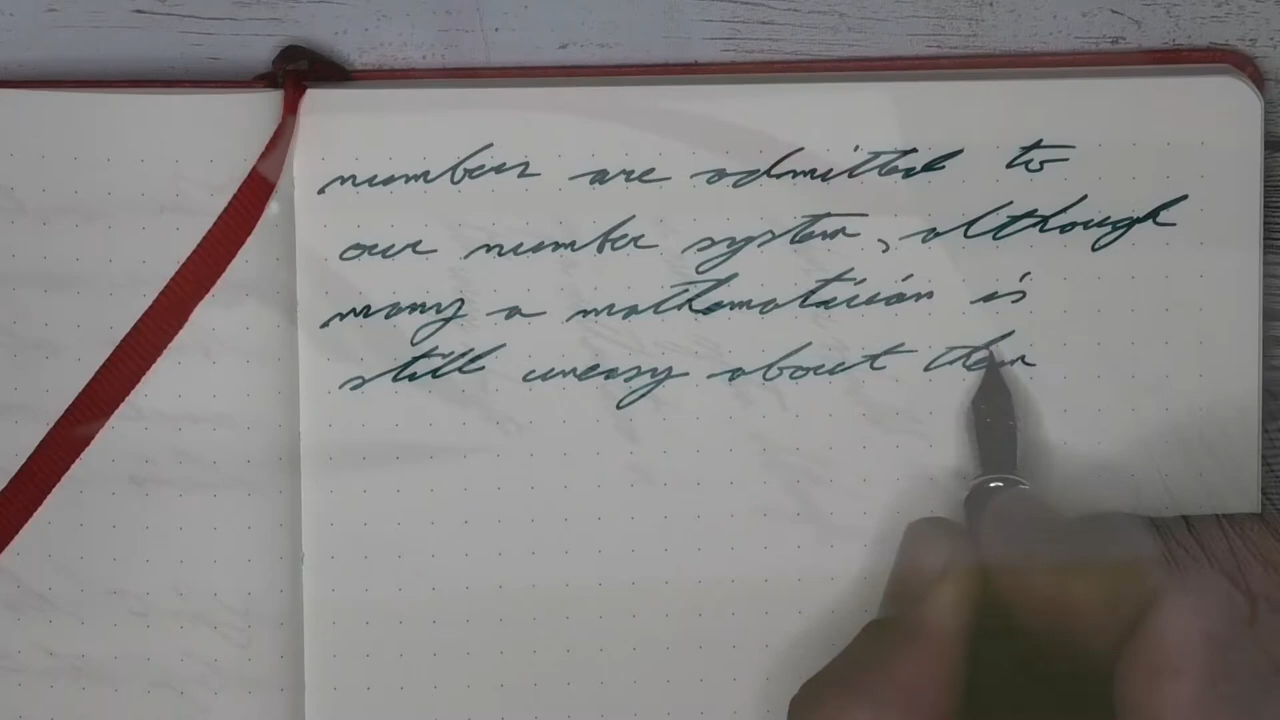 numbers are admitted to
our number system, although
many a mathematician is
still uneasy about them